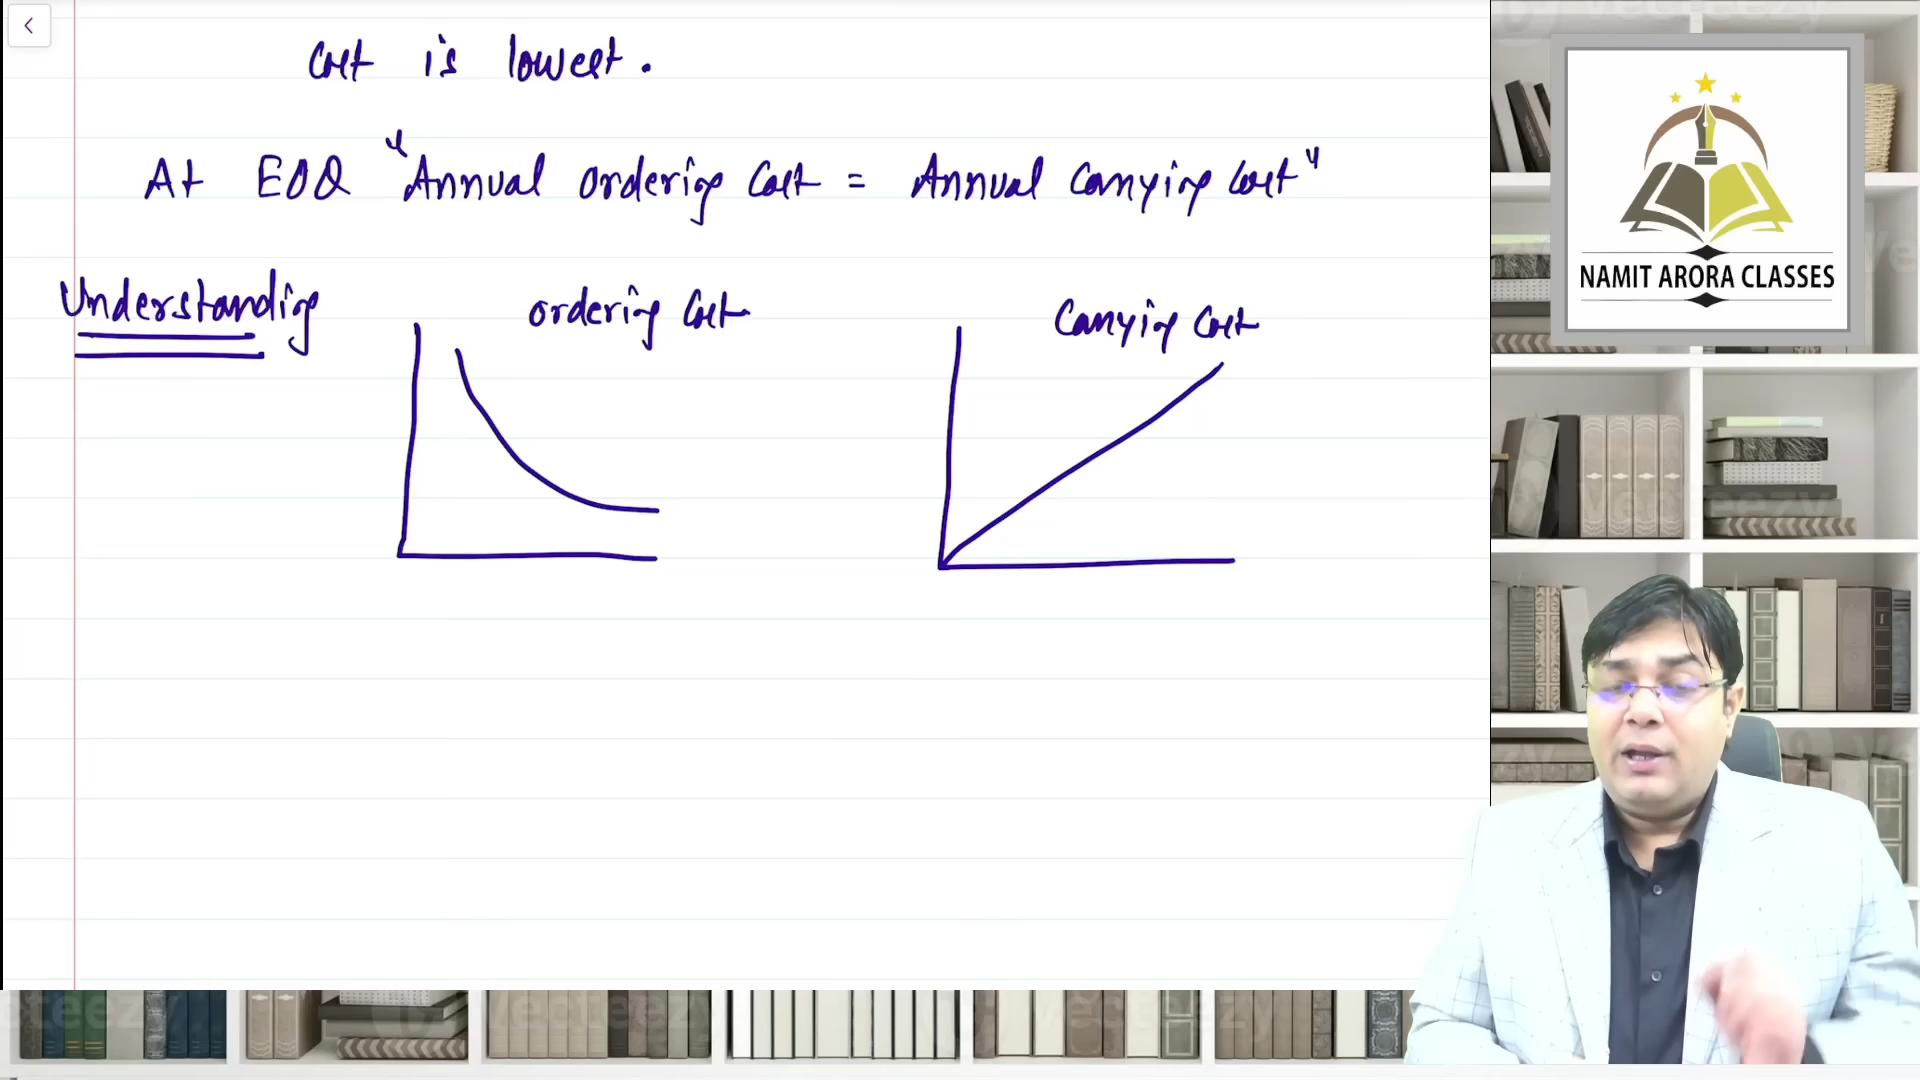 Cost is lowest.
At EOQ "Annual ordering Cost = Annual Carrying Cost"
Understanding
ordering Cost
Carrying Cost
NAMIT ARORA CLASSES